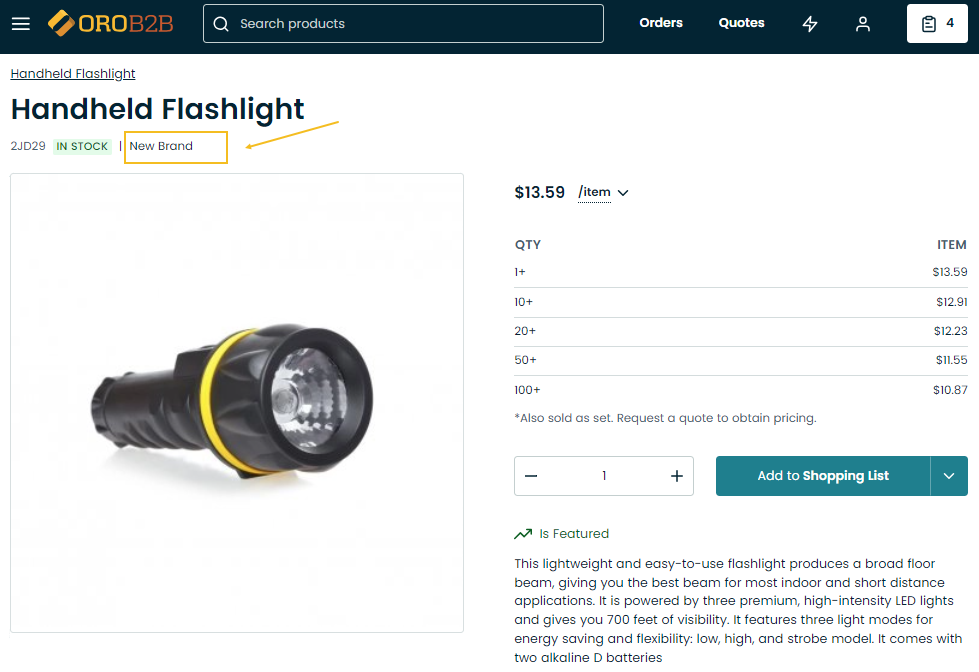 OROB2B
Search products
Orders
Quotes
4
Handheld Flashlight
Handheld Flashlight
2JD29 IN STOCK | New Brand
$13.59 /item
QTY ITEM
1+ $13.59
10+ $12.91
20+ $12.23
50+ $11.55
100+ $10.87
*Also sold as set. Request a quote to obtain pricing.
1
Add to Shopping List
Is Featured
This lightweight and easy-to-use flashlight produces a broad floor
beam, giving you the best beam for most indoor and short distance
applications. It is powered by three premium, high-intensity LED lights
and gives you 700 feet of visibility. It features three light modes for
energy saving and flexibility: low, high, and strobe model. It comes with
two alkaline D batteries